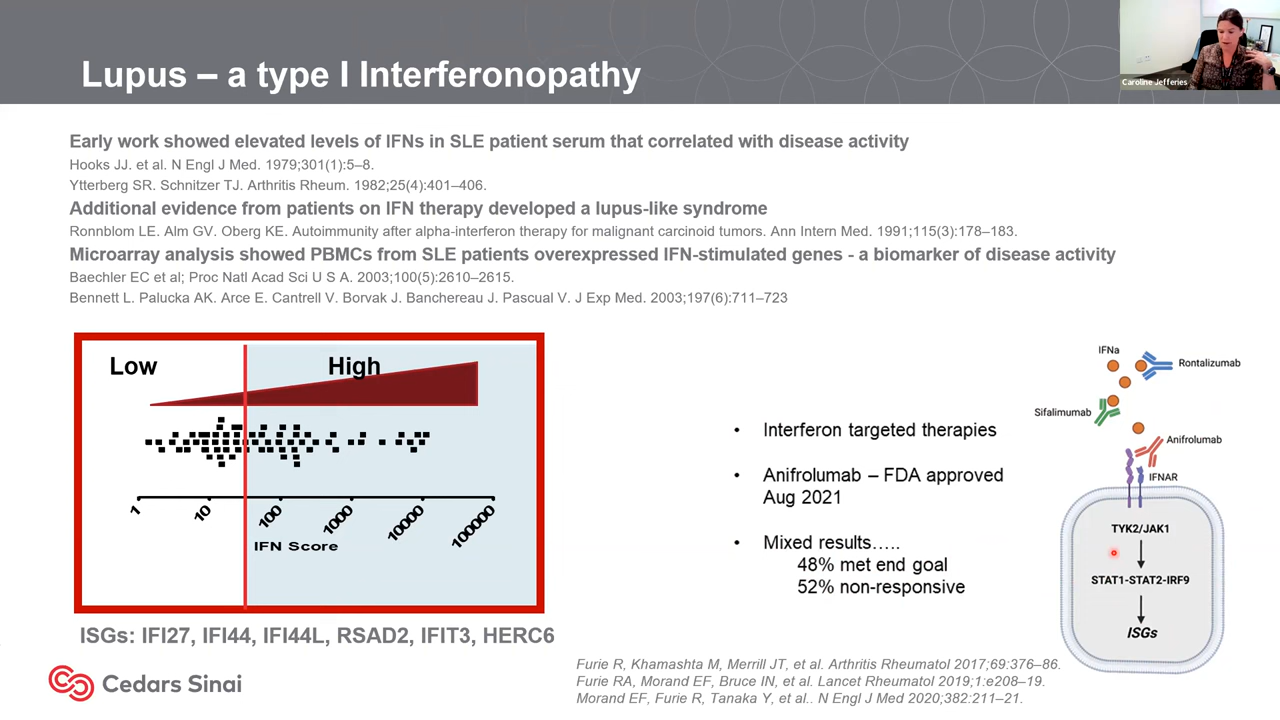 Lupus – a type I Interferonopathy
Caroline Jefferies
Early work showed elevated levels of IFNs in SLE patient serum that correlated with disease activity
Hooks JJ. et al. N Engl J Med. 1979;301(1):5–8.
Ytterberg SR. Schnitzer TJ. Arthritis Rheum. 1982;25(4):401–406.
Additional evidence from patients on IFN therapy developed a lupus-like syndrome
Ronnblom LE. Alm GV. Oberg KE. Autoimmunity after alpha-interferon therapy for malignant carcinoid tumors. Ann Intern Med. 1991;115(3):178–183.
Microarray analysis showed PBMCs from SLE patients overexpressed IFN-stimulated genes - a biomarker of disease activity
Baechler EC et al; Proc Natl Acad Sci U S A. 2003;100(5):2610–2615.
Bennett L. Palucka AK. Arce E. Cantrell V. Borvak J. Banchereau J. Pascual V. J Exp Med. 2003;197(6):711–723
Low
High
1
10
100
1000
10000
100000
IFN Score
ISGs: IFI27, IFI44, IFI44L, RSAD2, IFIT3, HERC6
• Interferon targeted therapies
• Anifrolumab – FDA approved
Aug 2021
• Mixed results…..
48% met end goal
52% non-responsive
IFNa
Rontalizumab
Sifalimumab
Anifrolumab
IFNAR
TYK2/JAK1
STAT1-STAT2-IRF9
ISGs
Furie R, Khamashta M, Merrill JT, et al. Arthritis Rheumatol 2017;69:376–86.
Furie RA, Morand EF, Bruce IN, et al. Lancet Rheumatol 2019;1:e208–19.
Morand EF, Furie R, Tanaka Y, et al.. N Engl J Med 2020;382:211–21.
Cedars Sinai